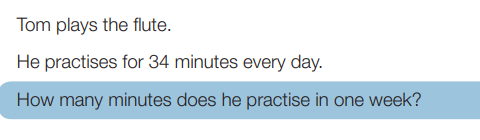 Tom plays the flute.
He practises for 34 minutes every day.
How many minutes does he practise in one week?